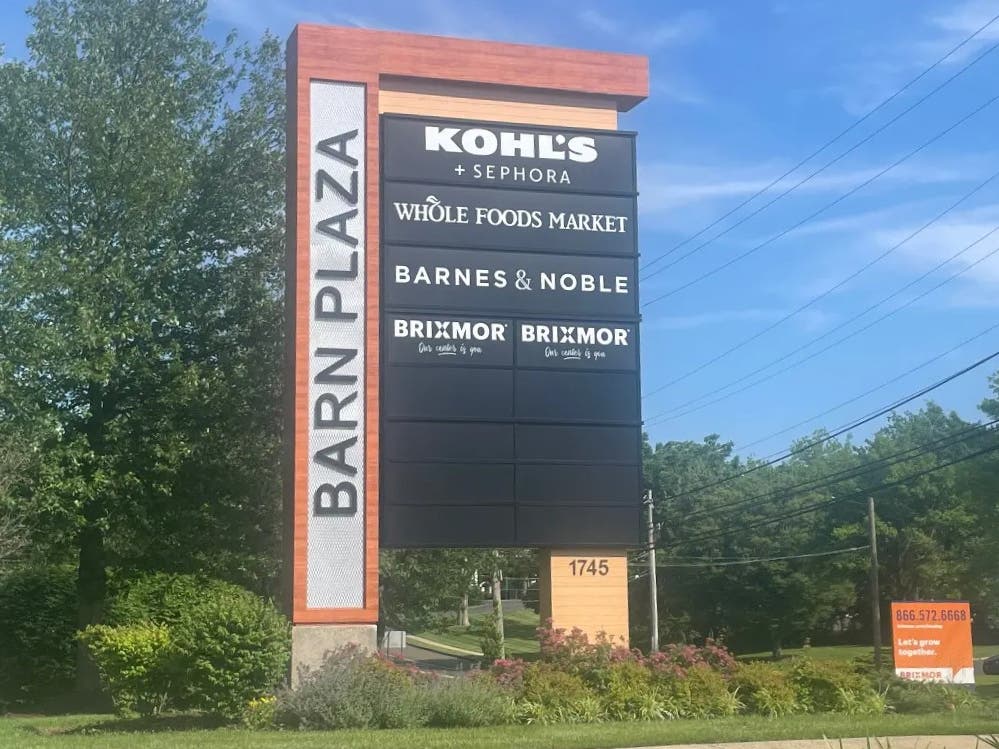 BARN PLAZA
KOHL'S
+ SEPHORA
WHOLE FOODS MARKET
BARNES & NOBLE
BRIXMOR
Our center is you
BRIXMOR
Our center is you
1745
866.572.6668
Let's grow
together.
BRIXMOR